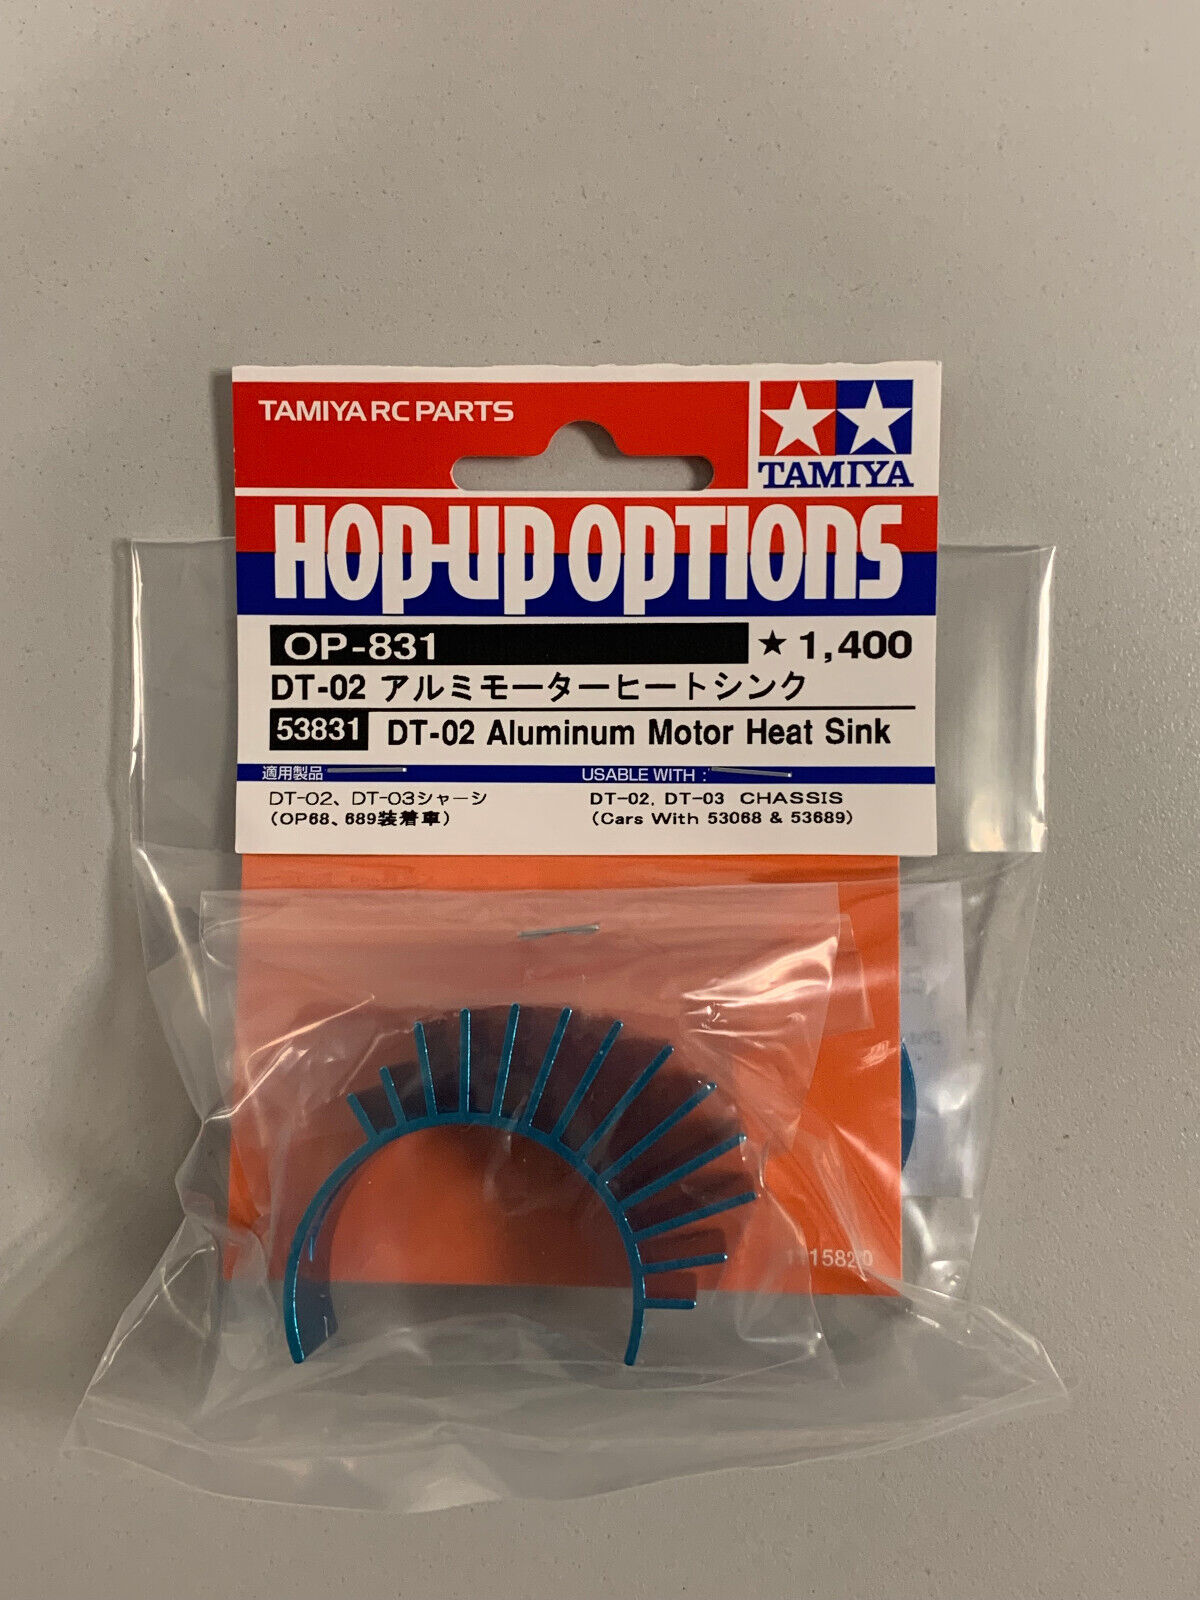 TAMIYA RC PARTS
TAMIYA
HOP-UP OPTIONS
OP-831 ★ 1,400
DT-02 アルミモーターヒートシンク
53831 DT-02 Aluminum Motor Heat Sink
適用製品
DT-02、DT-03シャーシ
(OP68、689装着車)
USABLE WITH :
DT-02, DT-03 CHASSIS
(Cars With 53068 & 53689)